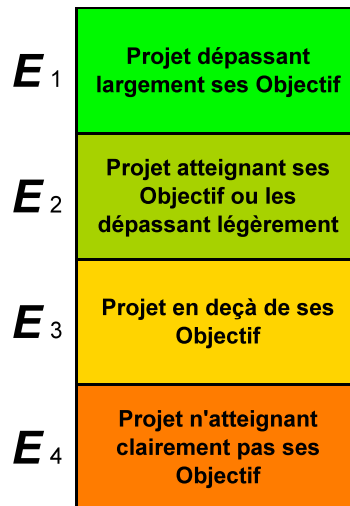 E 1
Projet dépassant
largement ses Objectif
E 2
Projet atteignant ses
Objectif ou les
dépassant légèrement
E 3
Projet en deçà de ses
Objectif
E 4
Projet n'atteignant
clairement pas ses
Objectif